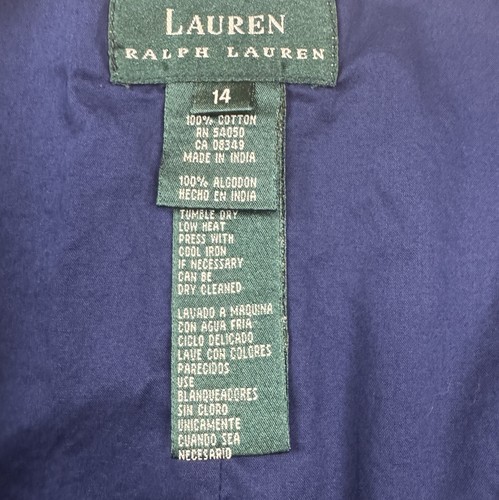 LAUREN
RALPH LAUREN
14
100% COTTON
RN 54050
CA 08349
MADE IN INDIA
100% ALGODON
HECHO EN INDIA
TUMBLE DRY
LOW HEAT
PRESS WITH
COOL IRON
IF NECESSARY
CAN BE
DRY CLEANED
LAVADO A MAQUINA
CON AGUA FRIA
CICLO DELICADO
LAVE CON COLORES
PARECIDOS
USE
BLANQUEADORES
SIN CLORO
UNICAMENTE
CUANDO SEA
NECESARIO